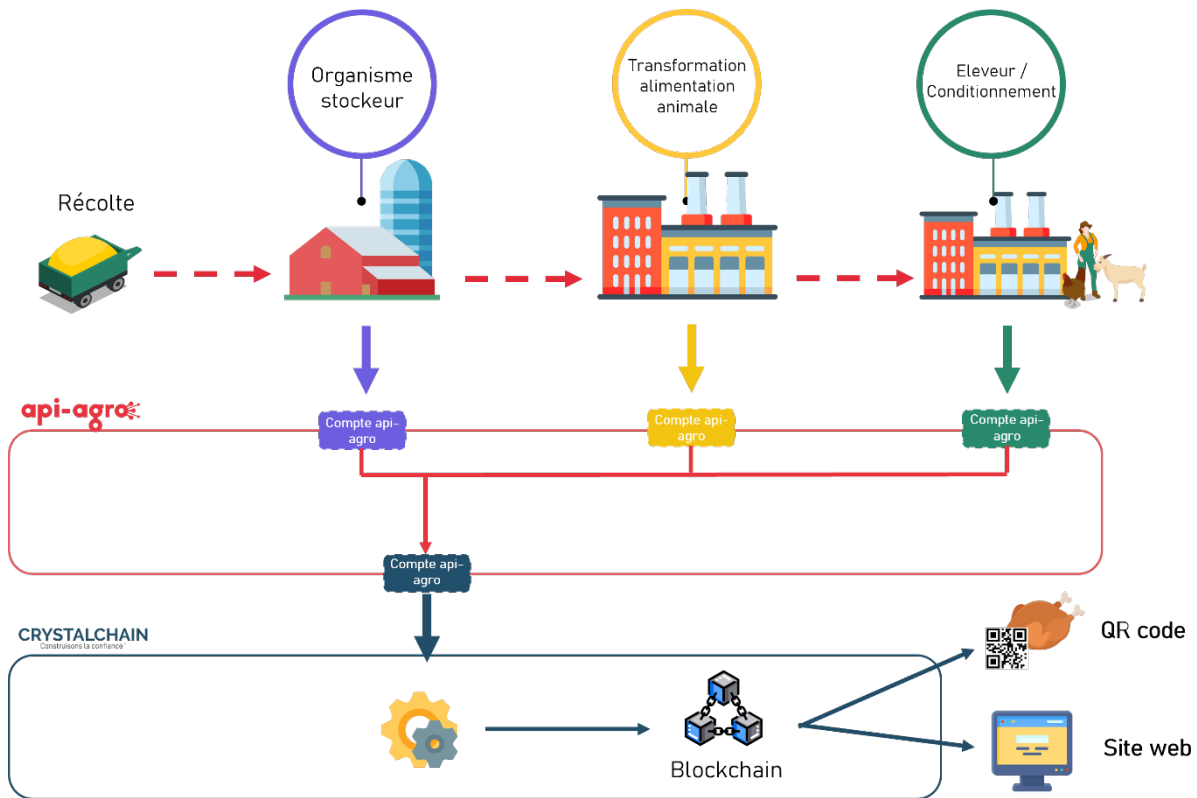 Organisme
stockeur
Transformation
alimentation
animale
Eleveur /
Conditionnement
Récolte
api-agro
Compte api-
agro
Compte api-
agro
Compte api-
agro
Compte api-
agro
CRYSTALCHAIN
Construisons la confiance
QR code
Blockchain
Site web